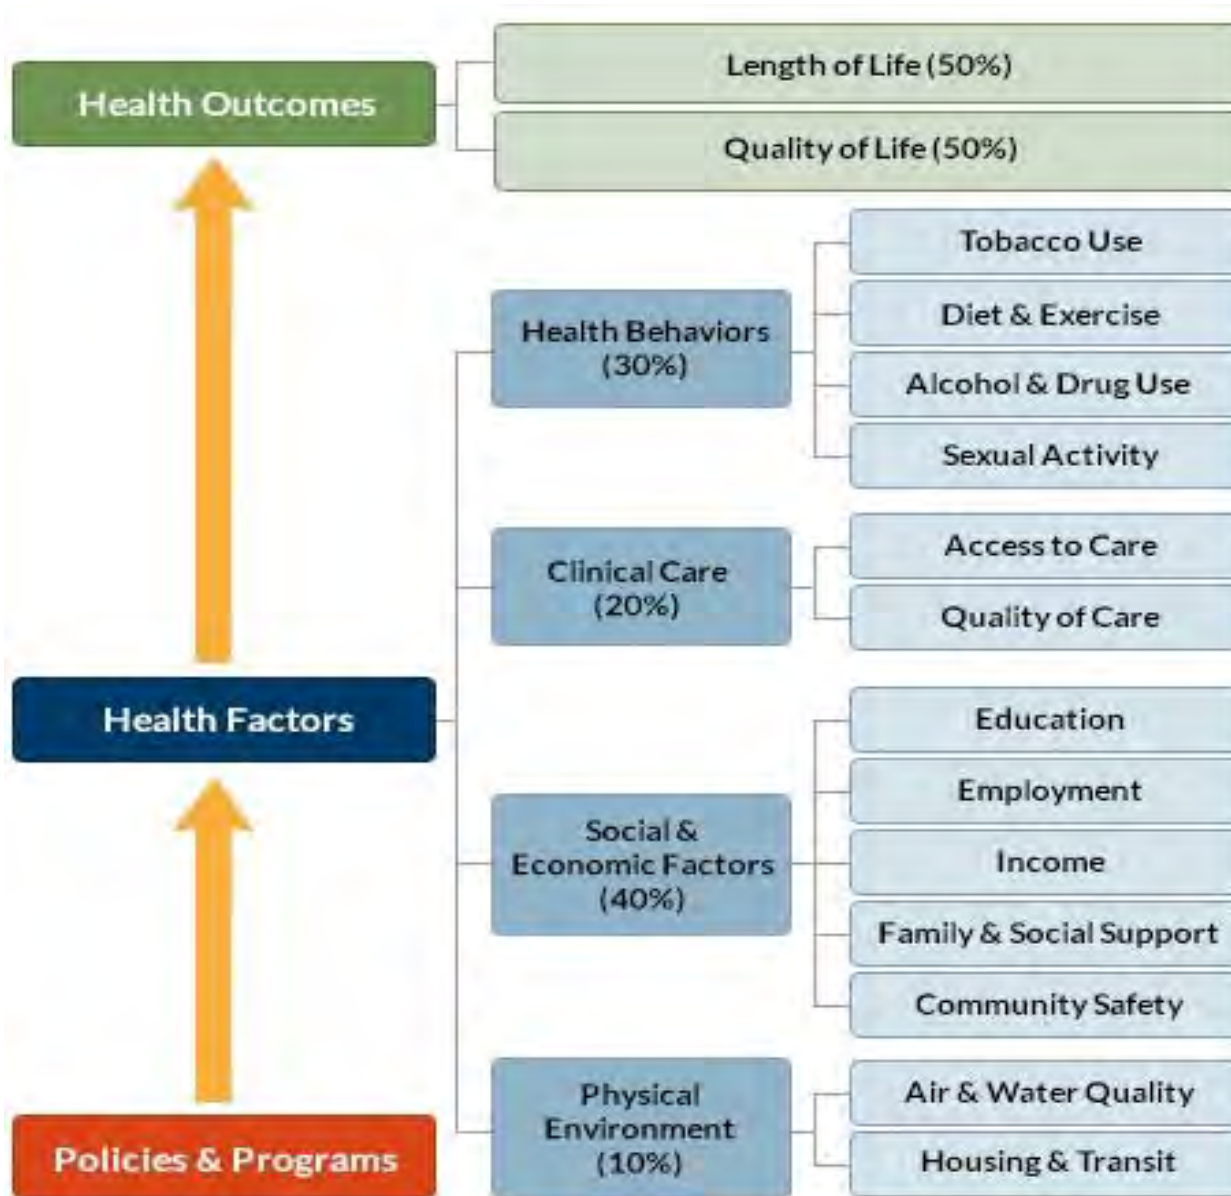 Health Outcomes
Length of Life (50%)
Quality of Life (50%)
Health Factors
Health Behaviors
(30%)
Tobacco Use
Diet & Exercise
Alcohol & Drug Use
Sexual Activity
Clinical Care
(20%)
Access to Care
Quality of Care
Social &
Economic Factors
(40%)
Education
Employment
Income
Family & Social Support
Community Safety
Physical
Environment
(10%)
Air & Water Quality
Housing & Transit
Policies & Programs